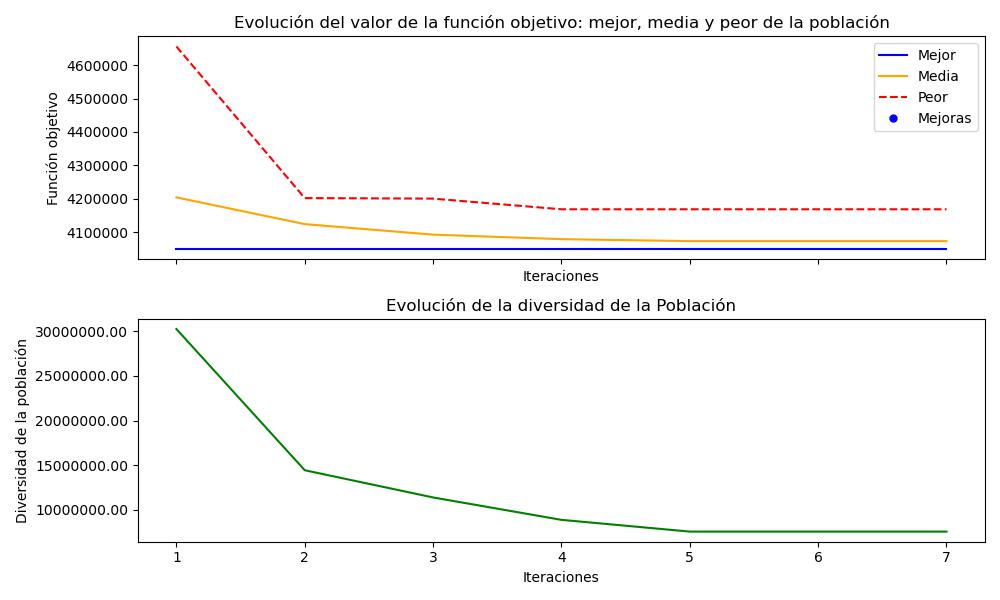 Evolución del valor de la función objetivo: mejor, media y peor de la población
Función objetivo
4600000
4500000
4400000
4300000
4200000
4100000
Mejor
Media
Peor
Mejoras
Iteraciones
Evolución de la diversidad de la Población
Diversidad de la población
30000000.00
25000000.00
20000000.00
15000000.00
10000000.00
1 2 3 4 5 6 7
Iteraciones